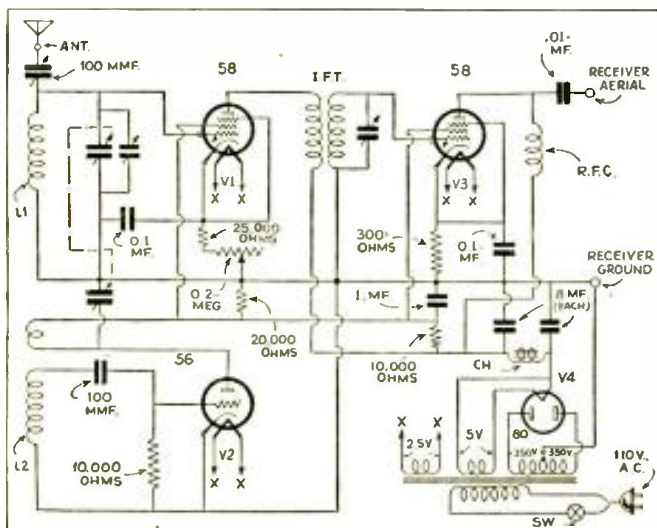 ANT.
100 MMF.
58
I.F.T.
58
.01-
MF.
RECEIVER
AERIAL
R.F.C.
L1
V1
V3
0.1
MF.
25,000
OHMS
300
OHMS
0.1
MF
0.2-
MEG
20,000
OHMS
1. MF
RECEIVER
GROUND
8 MF
(EACH)
10,000
OHMS
CH
56
100
MMF.
V2
L2
10,000
OHMS
V4
80
X
X
2.5V
5V
350V
350V
110V.
A.C.
SW
X
X
X
X
X
X